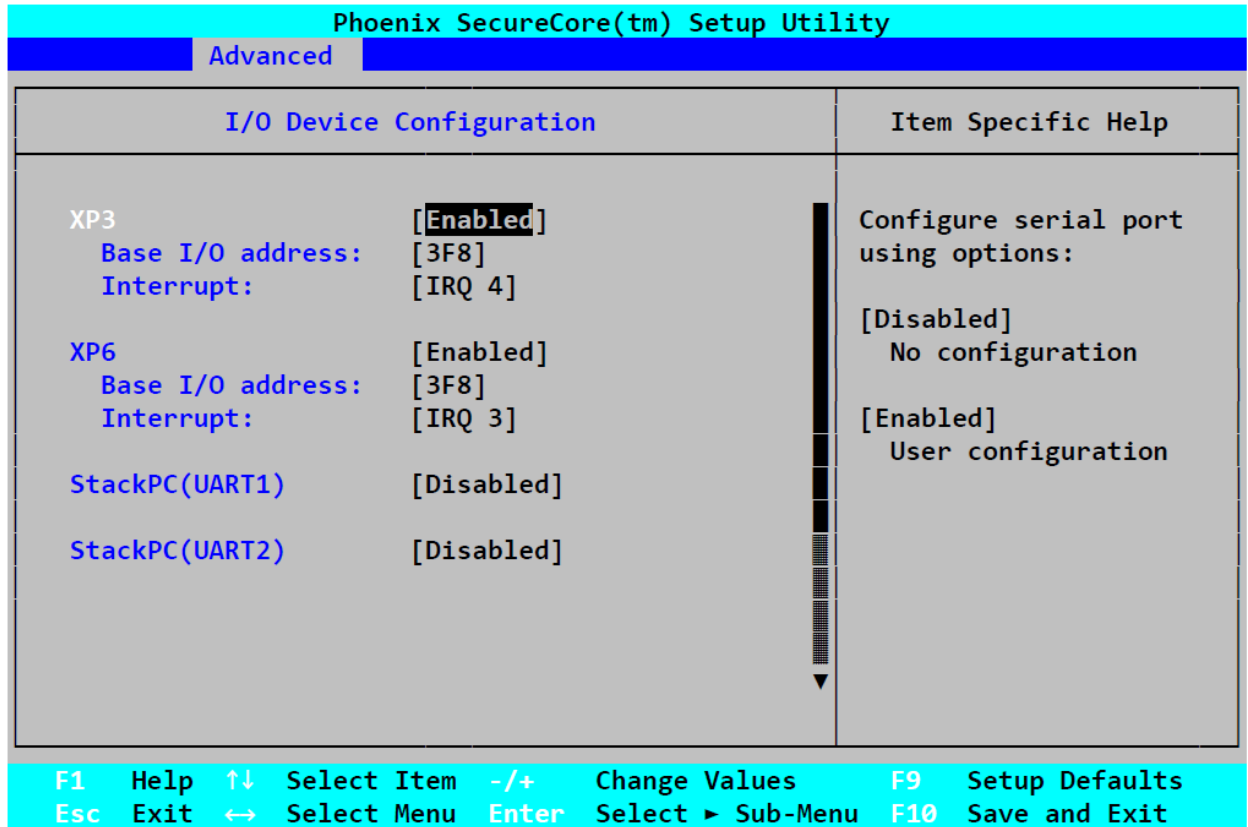 Phoenix SecureCore(tm) Setup Utility
Advanced
I/O Device Configuration
Item Specific Help
XP3 [Enabled]
Base I/O address: [3F8]
Interrupt: [IRQ 4]
XP6 [Enabled]
Base I/O address: [3F8]
Interrupt: [IRQ 3]
StackPC(UART1) [Disabled]
StackPC(UART2) [Disabled]
Configure serial port
using options:
[Disabled]
No configuration
[Enabled]
User configuration
F1 Help ↑↓ Select Item -/+ Change Values F9 Setup Defaults
Esc Exit ↔ Select Menu Enter Select ► Sub-Menu F10 Save and Exit